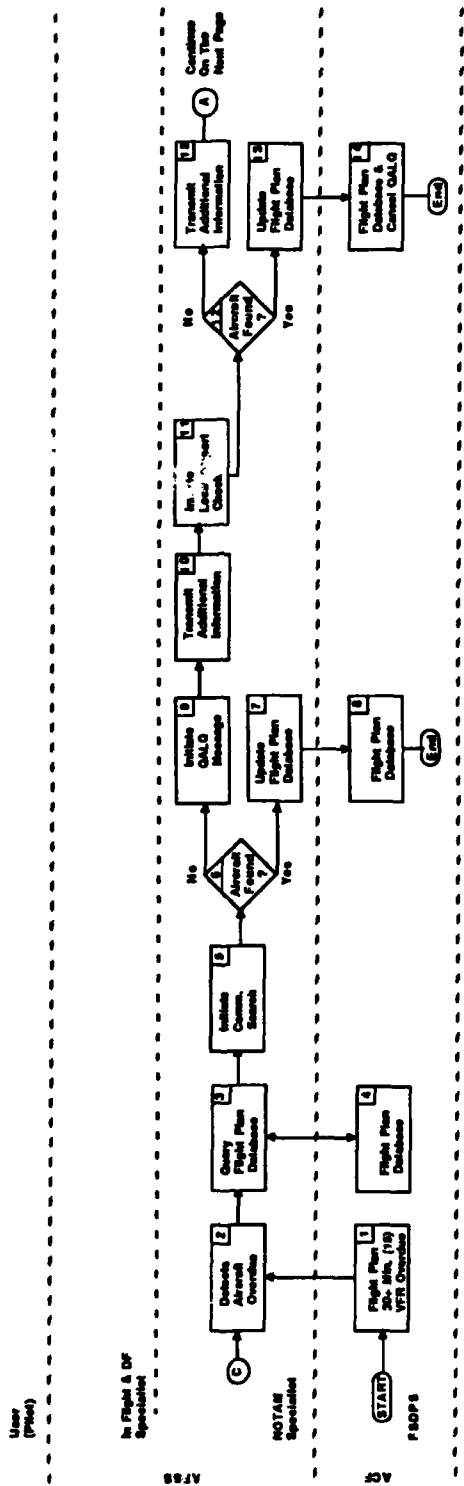 User
(Pilot)
In Flight & DF
Specialist
AFSS
NOTAM
Specialist
ACF
FSDPS
START
1
Flight Plan
30+ Min, (15)
VFR Overdue
C
2
Detects
Aircraft
Overdue
3
Query
Flight Plan
Database
4
Flight Plan
Database
5
Initiate
Comm.
Search
6
Aircraft
Found
?
No
Yes
9
Initiate
QALQ
Message
7
Update
Flight Plan
Database
8
Flight Plan
Database
End
10
Transmit
Additional
Information
11
Check
12
Aircraft
Found
?
No
Yes
Transmit
Additional
Information
13
Update
Flight Plan
Database
14
Flight Plan
Database &
Cancel QALQ
End
A
Continue
On The
Next Page